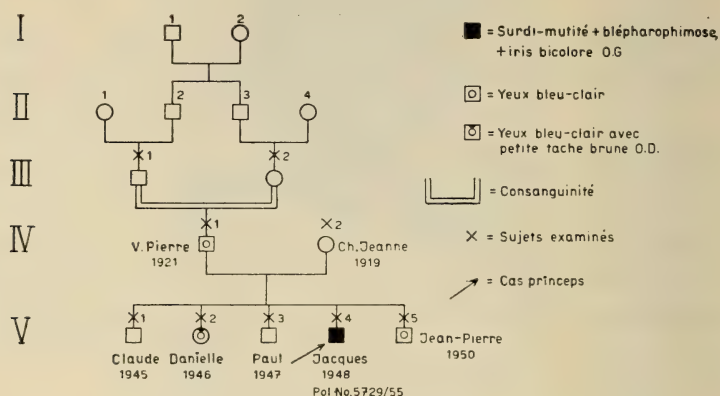 I
1
2
II
1
2
3
4
III
1
2
IV
1
2
V. Pierre
1921
Ch. Jeanne
1919
V
1
2
3
4
5
Claude
1945
Danielle
1946
Paul
1947
Jacques
1948
Jean-Pierre
1950
Pol No. 5729/55
= Surdi-mutité + blépharophimose,
+ iris bicolore O.G
= Yeux bleu-clair
= Yeux bleu-clair avec
petite tache brune O.D.
= Consanguinité
× = Sujets examinés
= Cas princeps